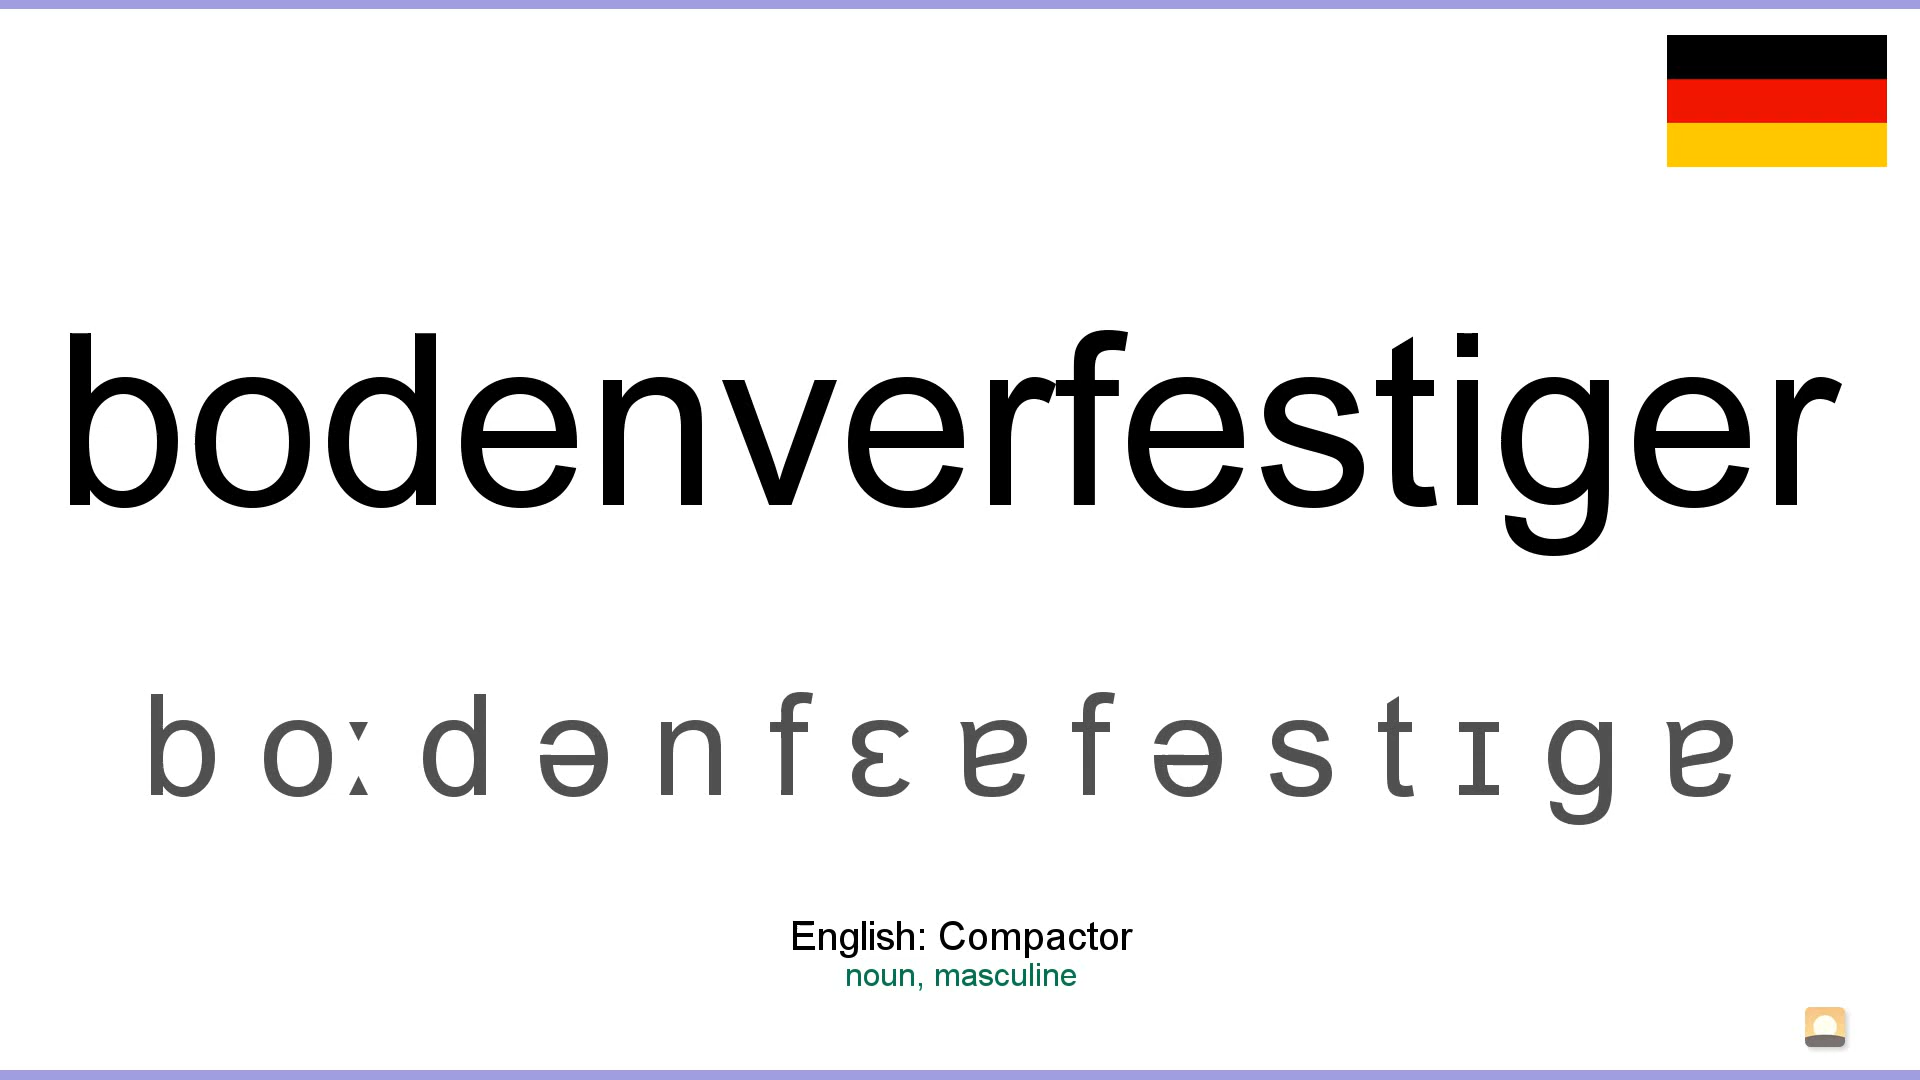 bodenverfestiger
b oː d ə n f ɛ ɐ f ə s t ɪ g ɐ
English: Compactor
noun, masculine